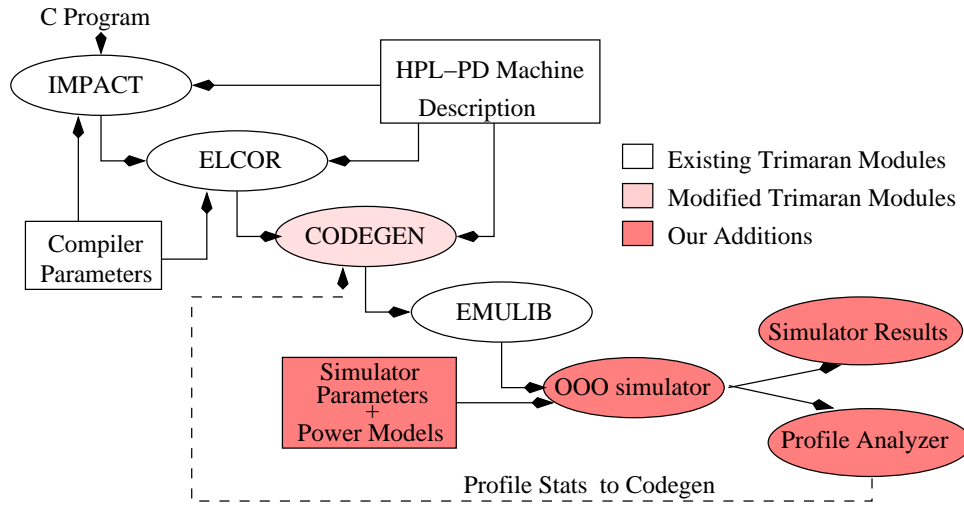 C Program
IMPACT
HPL–PD Machine
Description
ELCOR
Existing Trimaran Modules
Modified Trimaran Modules
Our Additions
Compiler
Parameters
CODEGEN
EMULIB
Simulator Results
Simulator
Parameters
+
Power Models
OOO simulator
Profile Analyzer
Profile Stats to Codegen